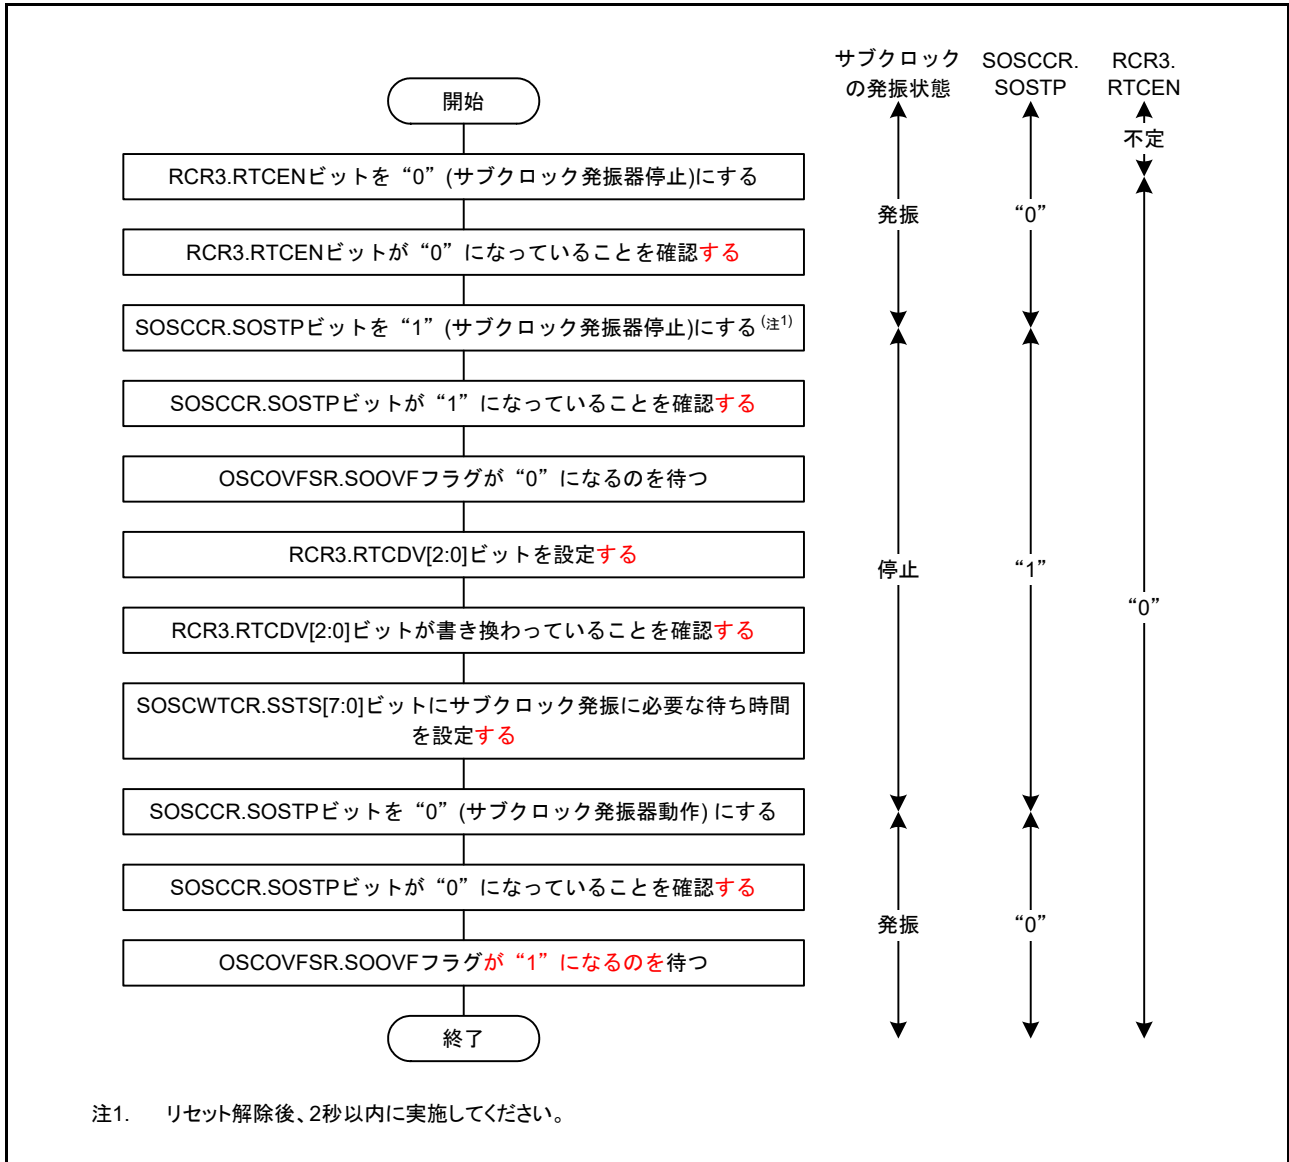 サブクロック
の発振状態
SOSCCR.
SOSTP
RCR3.
RTCEN
開始
不定
RCR3.RTCENビットを“0”(サブクロック発振器停止)にする
発振
“0”
RCR3.RTCENビットが“0”になっていることを確認する
SOSCCR.SOSTPビットを“1”(サブクロック発振器停止)にする(注1)
SOSCCR.SOSTPビットが“1”になっていることを確認する
OSCOVFSR.SOOVFフラグが“0”になるのを待つ
RCR3.RTCDV[2:0]ビットを設定する
停止
“1”
“0”
RCR3.RTCDV[2:0]ビットが書き換わっていることを確認する
SOSCWTCR.SSTS[7:0]ビットにサブクロック発振に必要な待ち時間
を設定する
SOSCCR.SOSTPビットを“0”(サブクロック発振器動作) にする
SOSCCR.SOSTPビットが“0”になっていることを確認する
発振
“0”
OSCOVFSR.SOOVFフラグが“1”になるのを待つ
終了
注1. リセット解除後、2秒以内に実施してください。